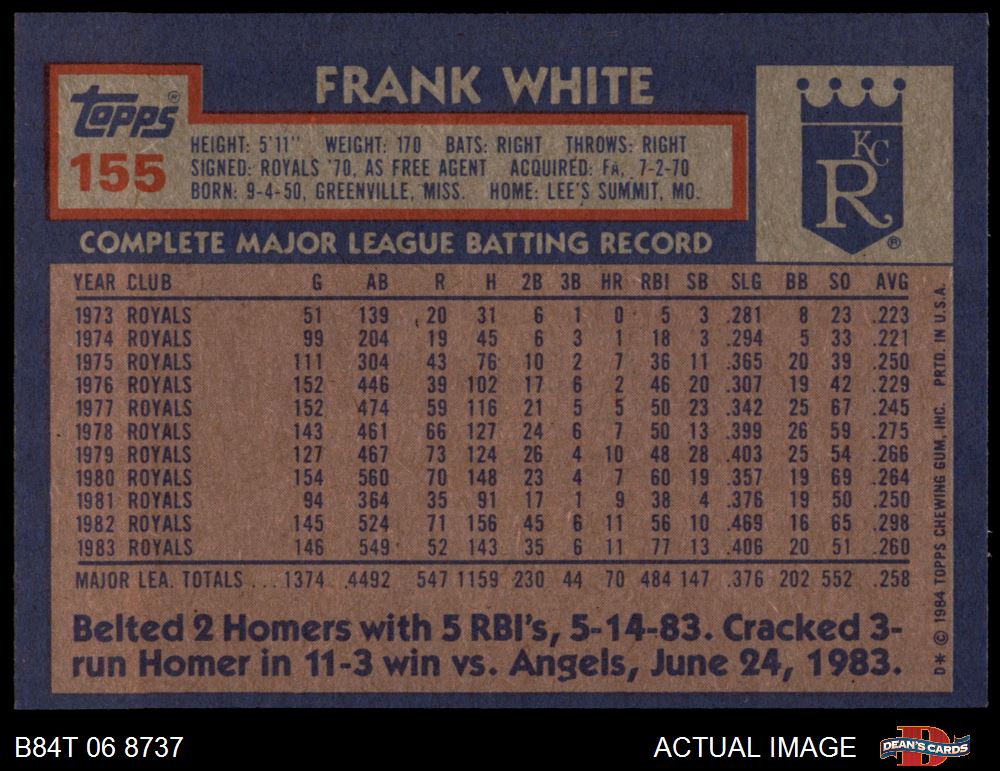 FRANK WHITE
Topps®
155
HEIGHT: 5'11" WEIGHT: 170 BATS: RIGHT THROWS: RIGHT
SIGNED: ROYALS '70, AS FREE AGENT ACQUIRED: FA, 7-2-70
BORN: 9-4-50, GREENVILLE, MISS. HOME: LEE'S SUMMIT, MO.
KC
R
®
COMPLETE MAJOR LEAGUE BATTING RECORD
YEAR CLUB G AB R H 2B 3B HR RBI SB SLG BB SO AVG
1973 ROYALS 51 139 20 31 6 1 0 5 3 .281 8 23 .223
1974 ROYALS 99 204 19 45 6 3 1 18 3 .294 5 33 .221
1975 ROYALS 111 304 43 76 10 2 7 36 11 .365 20 39 .250
1976 ROYALS 152 446 39 102 17 6 2 46 20 .307 19 42 .229
1977 ROYALS 152 474 59 116 21 5 5 50 23 .342 25 67 .245
1978 ROYALS 143 461 66 127 24 6 7 50 13 .399 26 59 .275
1979 ROYALS 127 467 73 124 26 4 10 48 28 .403 25 54 .266
1980 ROYALS 154 560 70 148 23 4 7 60 19 .357 19 69 .264
1981 ROYALS 94 364 35 91 17 1 9 38 4 .376 19 50 .250
1982 ROYALS 145 524 71 156 45 6 11 56 10 .469 16 65 .298
1983 ROYALS 146 549 52 143 35 6 11 77 13 .406 20 51 .260
MAJOR LEA. TOTALS ...1374 4492 547 1159 230 44 70 484 147 .376 202 552 .258
Belted 2 Homers with 5 RBI's, 5-14-83. Cracked 3-
run Homer in 11-3 win vs. Angels, June 24, 1983.
D* © 1984 TOPPS CHEWING GUM, INC. PRTD. IN U.S.A.
B84T 06 8737
ACTUAL IMAGE
D
DEAN'S CARDS